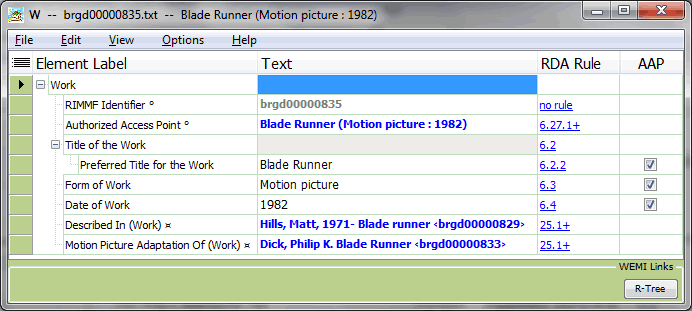 W -- brgd00000835.txt -- Blade Runner (Motion picture : 1982)
File Edit View Options Help
Element Label Text RDA Rule AAP
Work
RIMMF Identifier ° brgd00000835 no rule
Authorized Access Point ° Blade Runner (Motion picture : 1982) 6.27.1+
Title of the Work 6.2
Preferred Title for the Work Blade Runner 6.2.2
Form of Work Motion picture 6.3
Date of Work 1982 6.4
Described In (Work) ¤ Hills, Matt, 1971- Blade runner <brgd00000829> 25.1+
Motion Picture Adaptation Of (Work) ¤ Dick, Philip K. Blade Runner <brgd00000833> 25.1+
WEMI Links
R-Tree